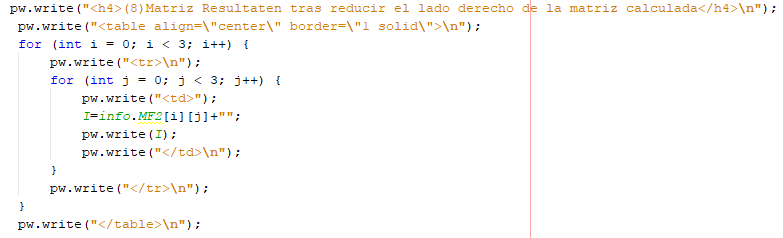 pw.write("<h4>(8)Matriz Resultaten tras reducir el lado derecho de la matriz calculada</h4>\n");
pw.write("<table align=\"center\" border=\"1 solid\">\n");
for (int i = 0; i < 3; i++) {
pw.write("<tr>\n");
for (int j = 0; j < 3; j++) {
pw.write("<td>");
I=info.MF2[i][j]+"";
pw.write(I);
pw.write("</td>\n");
}
pw.write("</tr>\n");
}
pw.write("</table>\n");